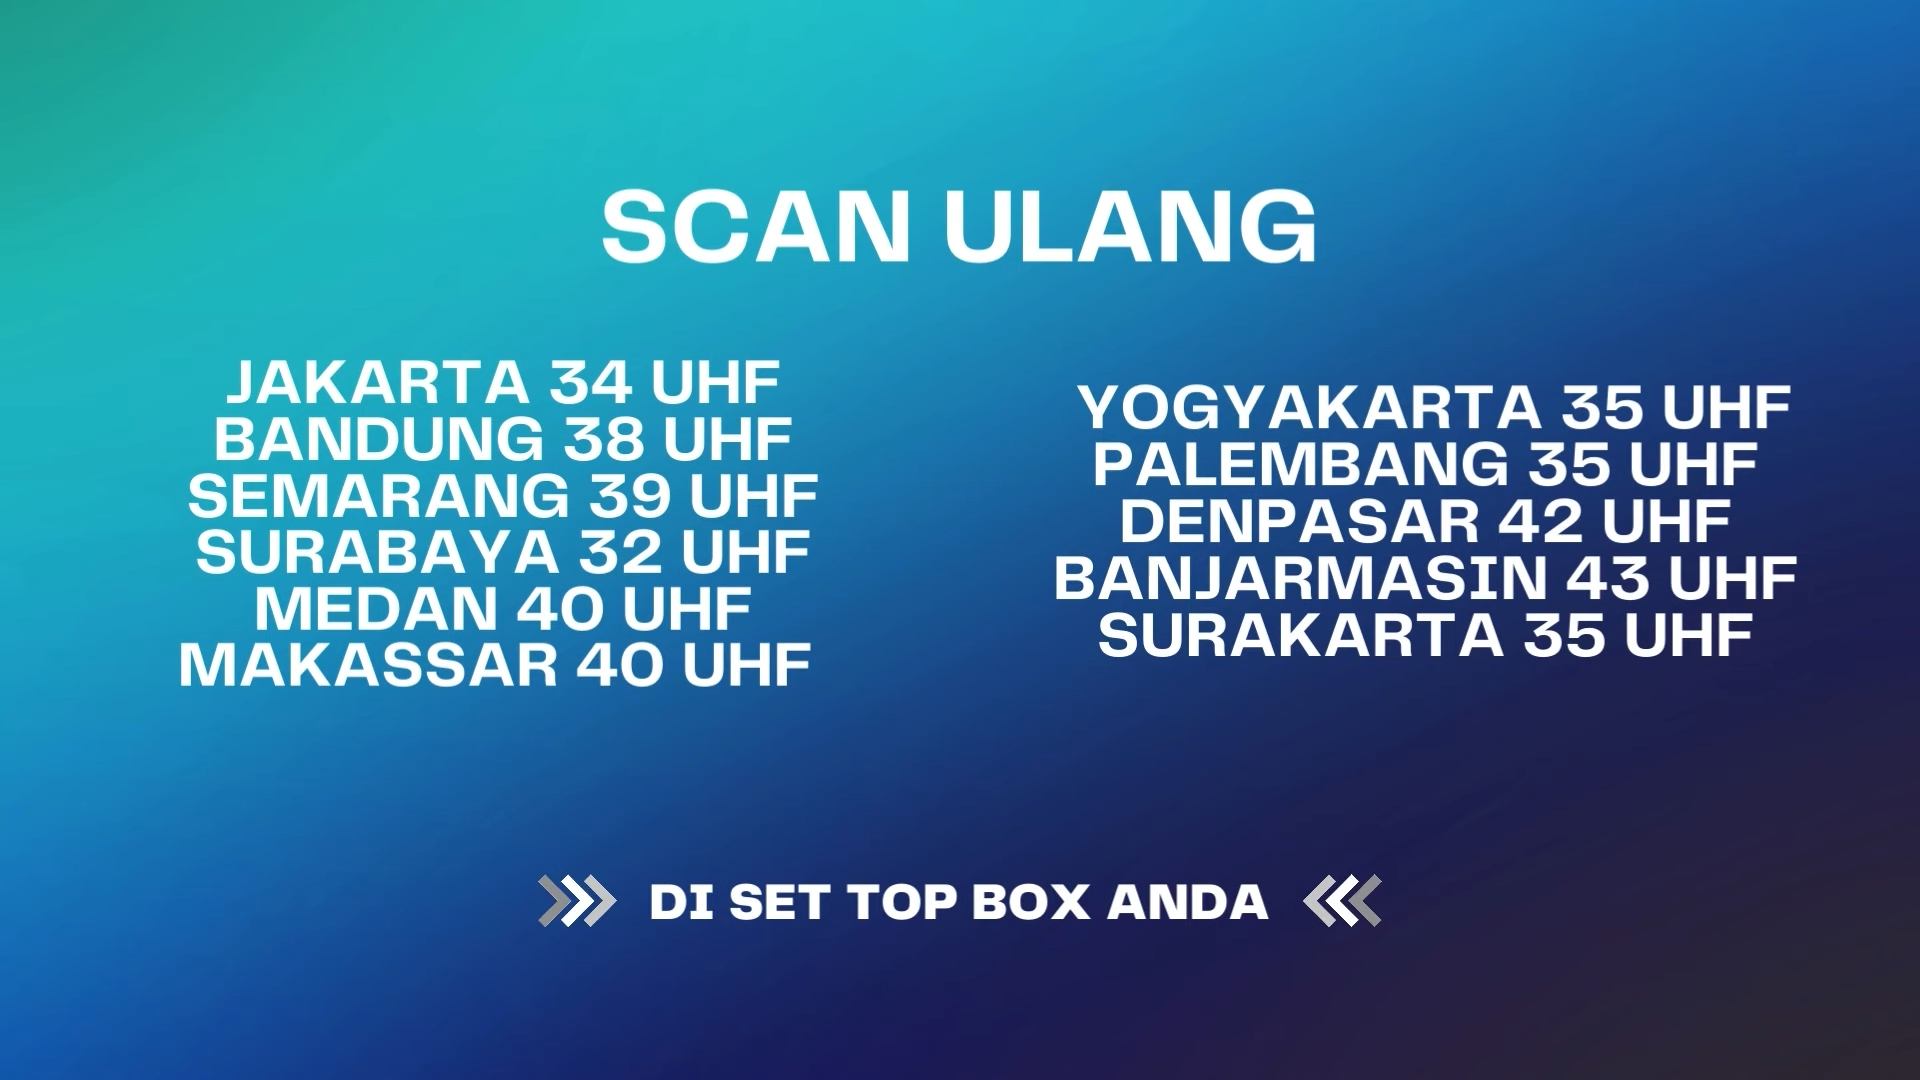 SCAN ULANG
JAKARTA 34 UHF
BANDUNG 38 UHF
SEMARANG 39 UHF
SURABAYA 32 UHF
MEDAN 40 UHF
MAKASSAR 40 UHF
YOGYAKARTA 35 UHF
PALEMBANG 35 UHF
DENPASAR 42 UHF
BANJARMASIN 43 UHF
SURAKARTA 35 UHF
DI SET TOP BOX ANDA